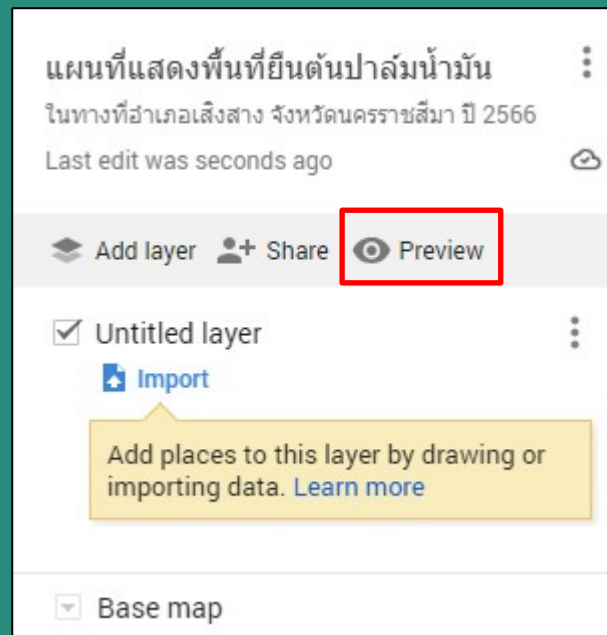 แผนที่แสดงพื้นที่ยืนต้นปาล์มน้ำมัน
ในทางที่อำเภอเสิงสาง จังหวัดนครราชสีมา ปี 2566
Last edit was seconds ago
Add layer Share Preview
Untitled layer
Import
Add places to this layer by drawing or
importing data. Learn more
Base map